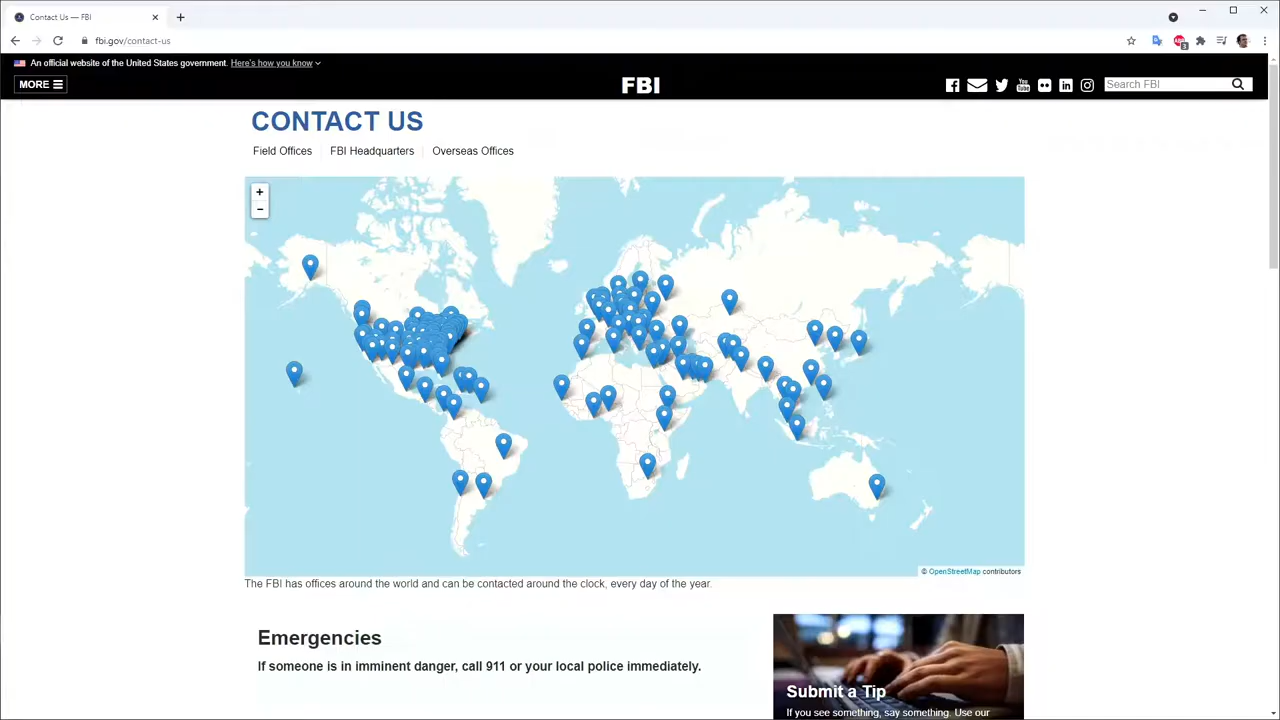 Contact Us — FBI
fbi.gov/contact-us
3
An official website of the United States government. Here's how you know
MORE
FBI
You Tube
Search FBI
CONTACT US
Field Offices
FBI Headquarters
Overseas Offices
+
−
© OpenStreetMap contributors
The FBI has offices around the world and can be contacted around the clock, every day of the year.
Emergencies
If someone is in imminent danger, call 911 or your local police immediately.
Submit a Tip
If you see something, say something. Use our